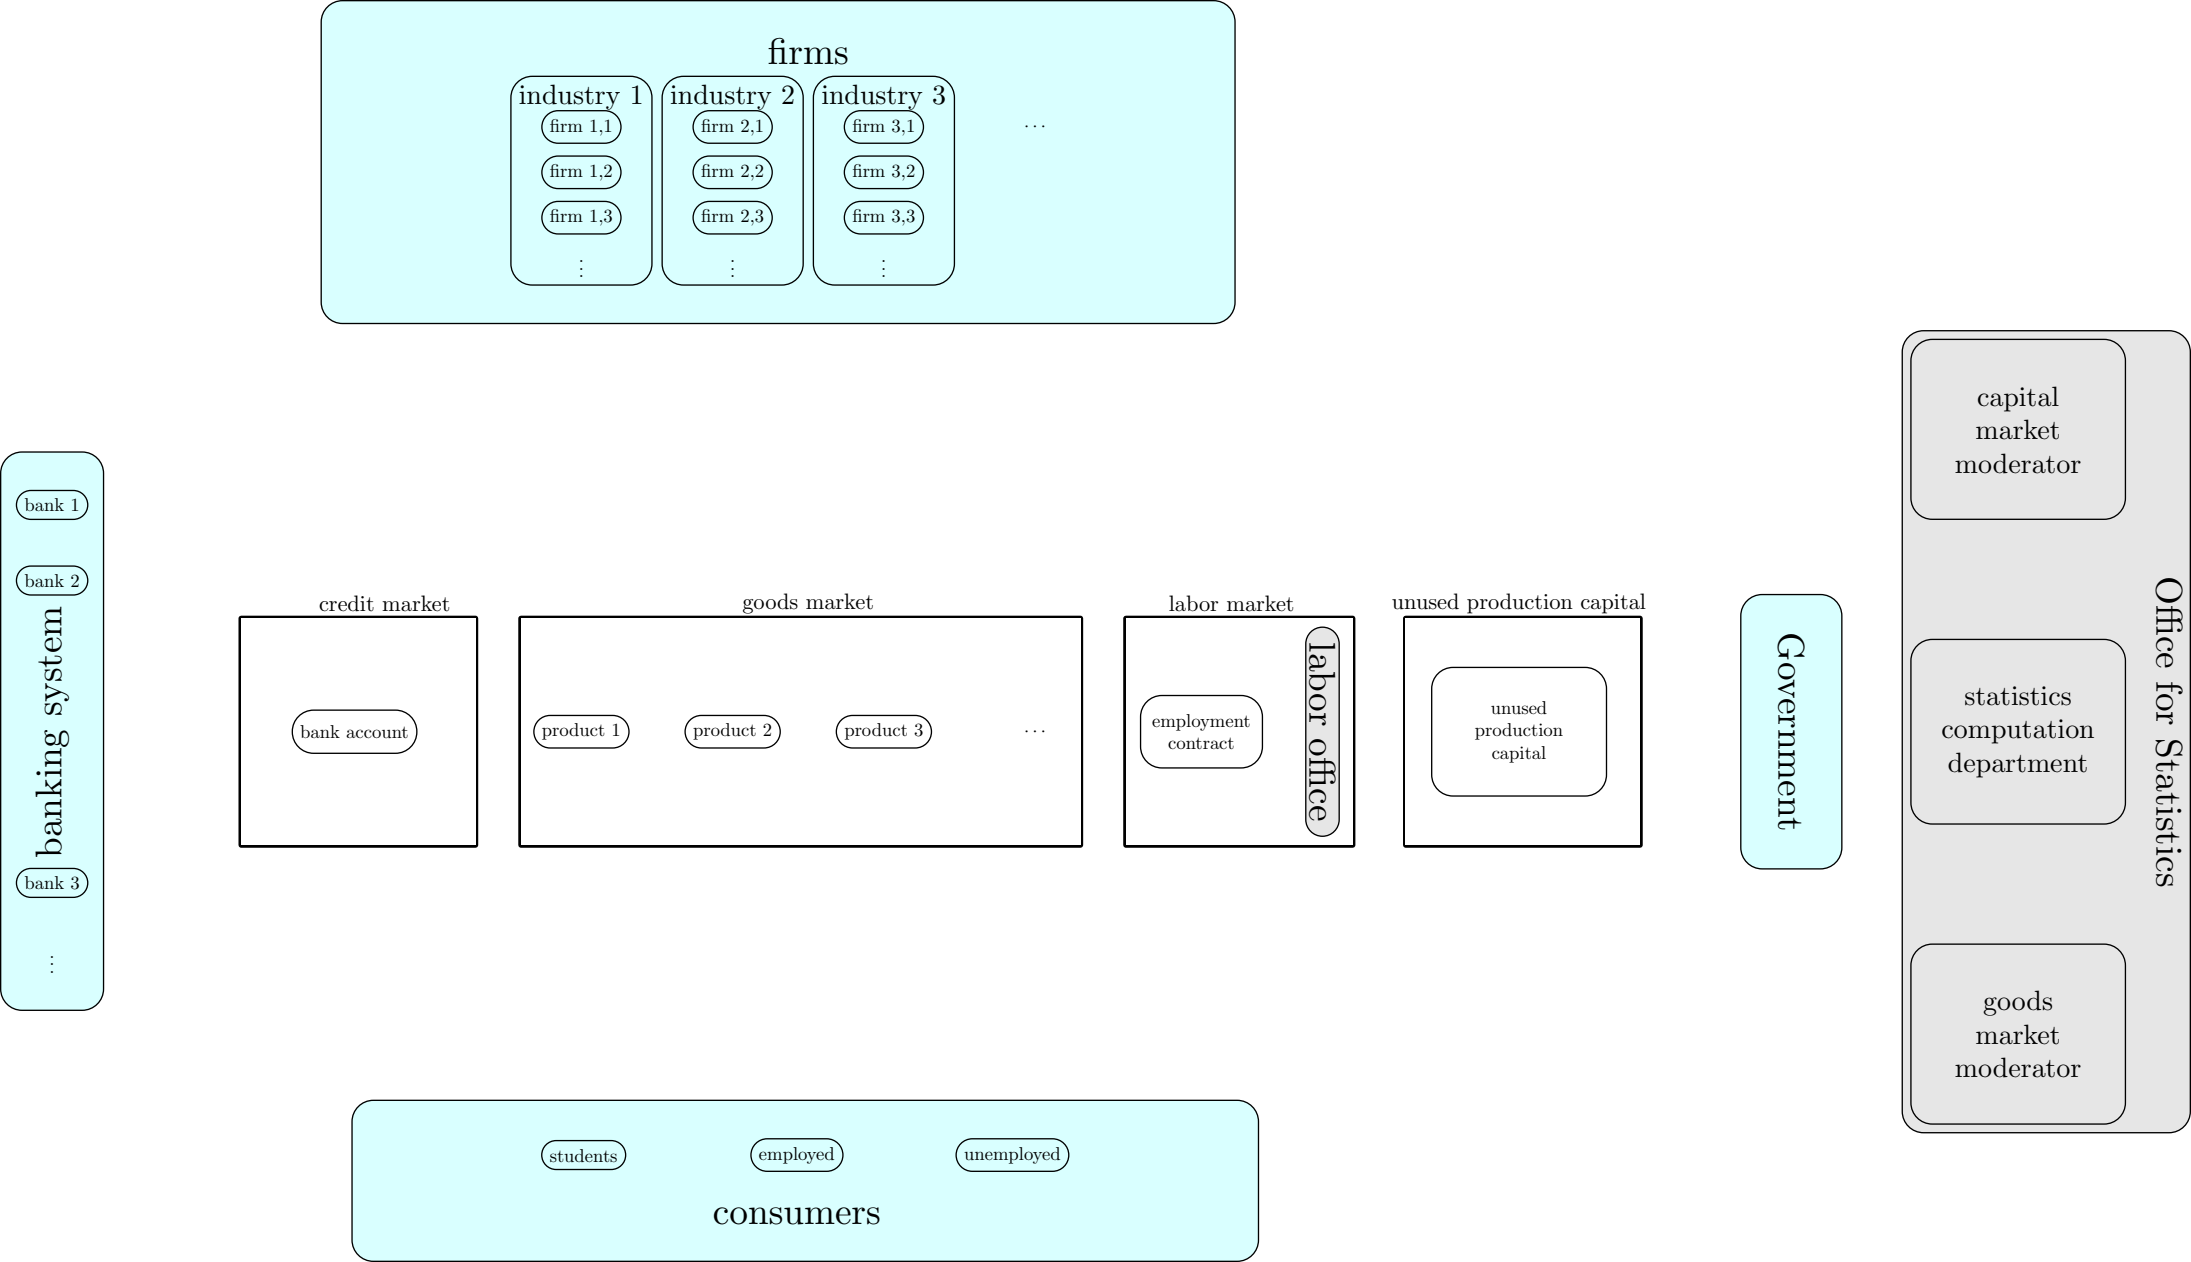 firms
industry 1
industry 2
industry 3
firm 1,1
firm 2,1
firm 3,1
...
firm 1,2
firm 2,2
firm 3,2
firm 1,3
firm 2,3
firm 3,3
⋮
⋮
⋮
bank 1
bank 2
banking system
bank 3
⋮
credit market
bank account
goods market
product 1
product 2
product 3
...
labor market
employment
contract
labor office
unused production capital
unused
production
capital
Government
capital
market
moderator
statistics
computation
department
goods
market
moderator
Office for Statistics
students
employed
unemployed
consumers